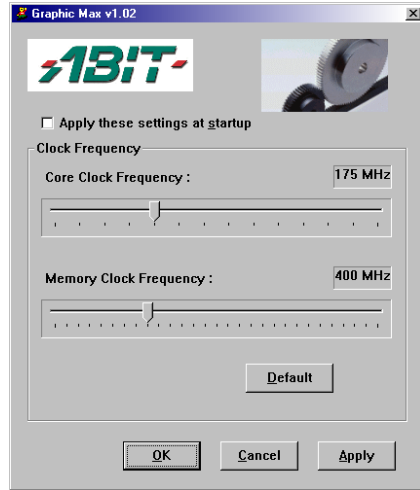 Graphic Max v1.02
ABIT
Apply these settings at startup
Clock Frequency
Core Clock Frequency :
175 MHz
Memory Clock Frequency :
400 MHz
Default
OK
Cancel
Apply